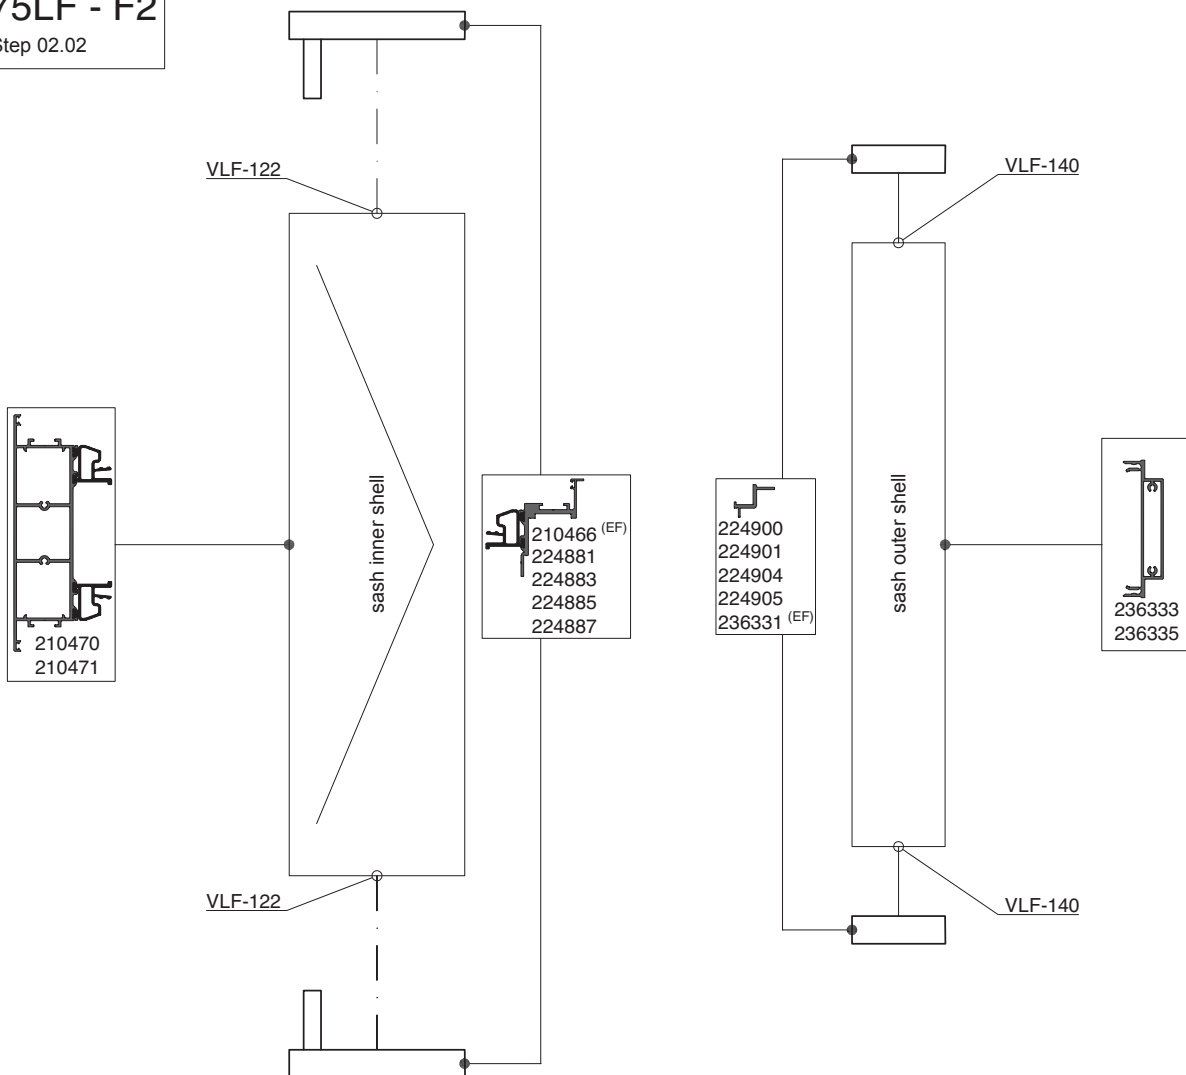 75LF - F2
Step 02.02
VLF-122
VLF-140
sash inner shell
sash outer shell
210470
210471
210466 (EF)
224881
224883
224885
224887
224900
224901
224904
224905
236331 (EF)
236333
236335
VLF-122
VLF-140